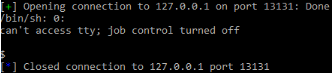 [+] Opening connection to 127.0.0.1 on port 13131: Done
/bin/sh: 0:
can't access tty; job control turned off

$
[*] Closed connection to 127.0.0.1 port 13131